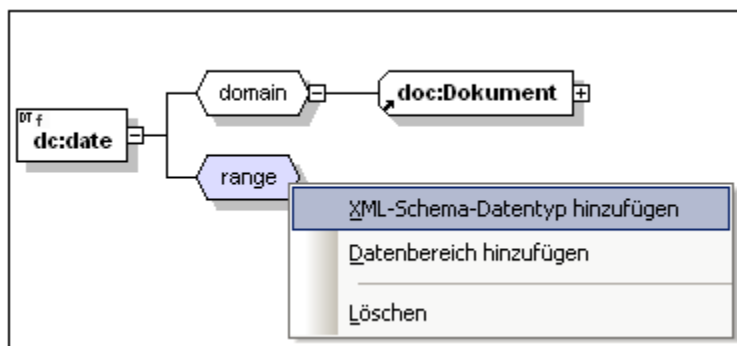 domain
doc:Dokument
DT f
dc:date
range
XML-Schema-Datentyp hinzufügen
Datenbereich hinzufügen
Löschen